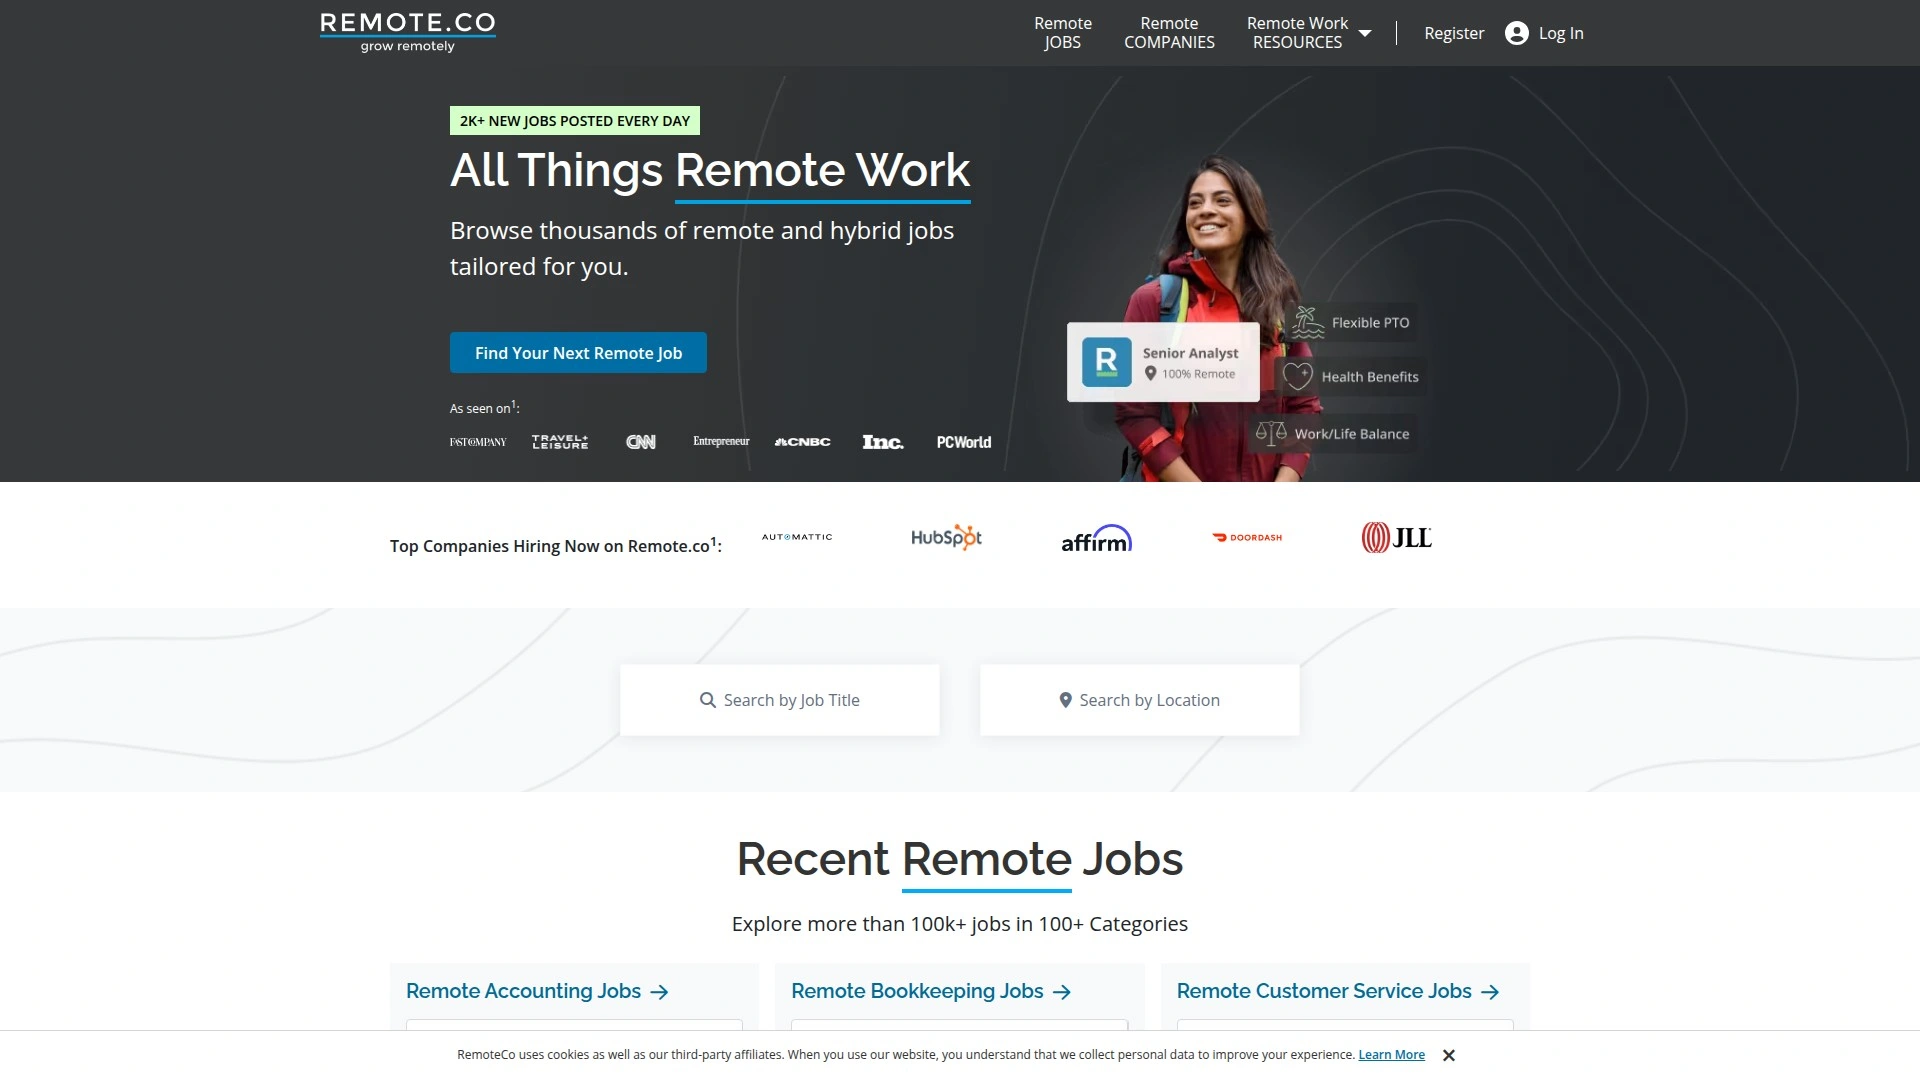 REMOTE.CO
grow remotely
Remote
JOBS
Remote
COMPANIES
Remote Work
RESOURCES
Register
Log In
2K+ NEW JOBS POSTED EVERY DAY
All Things Remote Work
Browse thousands of remote and hybrid jobs
tailored for you.
Find Your Next Remote Job
As seen on1:
FAST COMPANY
TRAVEL+
LEISURE
CNN
Entrepreneur
CNBC
Inc.
PCWorld
R
Senior Analyst
100% Remote
Flexible PTO
Health Benefits
Work/Life Balance
Top Companies Hiring Now on Remote.co1:
AUTOMATTIC
HubSpot
affirm
DOORDASH
JLL
Search by Job Title
Search by Location
Recent Remote Jobs
Explore more than 100k+ jobs in 100+ Categories
Remote Accounting Jobs
Remote Bookkeeping Jobs
Remote Customer Service Jobs
RemoteCo uses cookies as well as our third-party affiliates. When you use our website, you understand that we collect personal data to improve your experience. Learn More